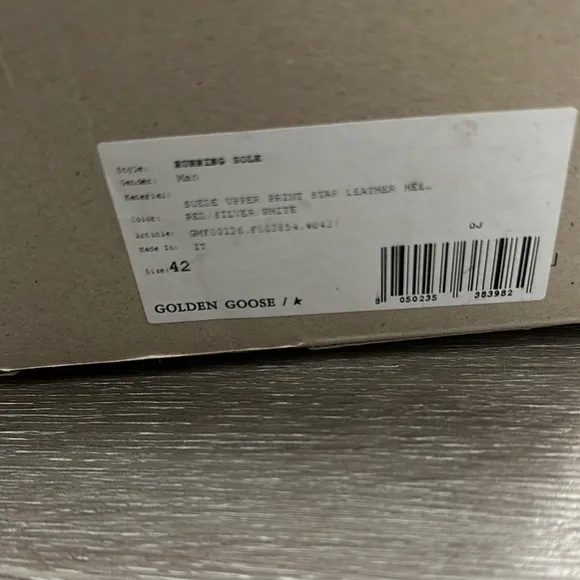 Style: RUNNING SOLE
Gender: Man
Material:
SUEDE UPPER PRINT STAR LEATHER HEEL
Color: RED/SILVER/WHITE
Article: GMF00126.F002854.40427
Made In: IT
OJ
Size: 42
8 050235 383982
GOLDEN GOOSE / ★